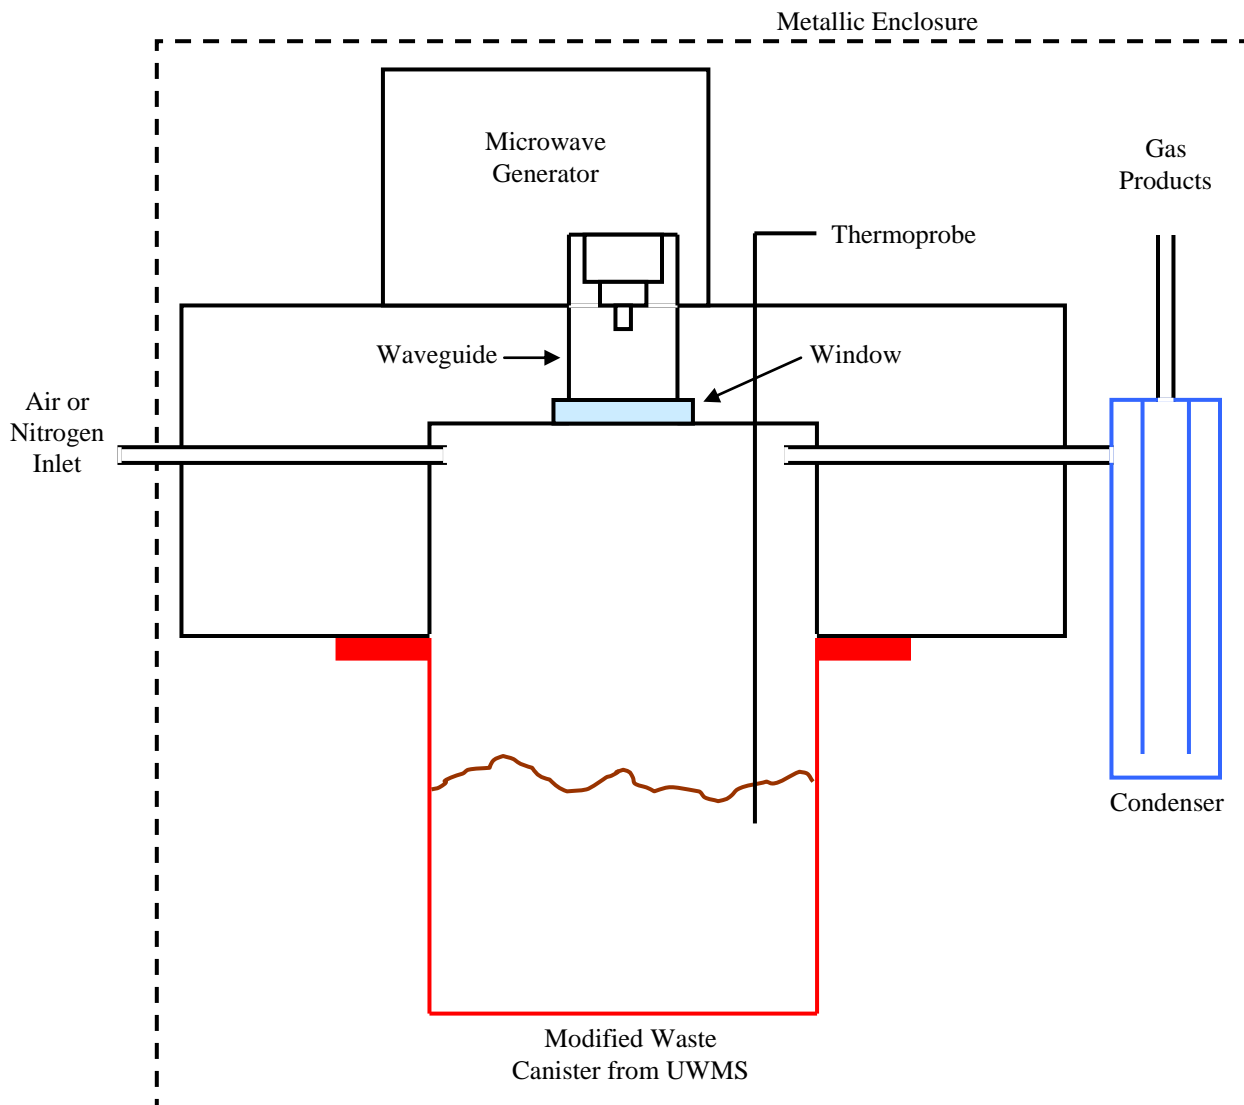 Metallic Enclosure
Microwave
Generator
Gas
Products
Thermoprobe
Waveguide
Window
Air or
Nitrogen
Inlet
Condenser
Modified Waste
Canister from UWMS